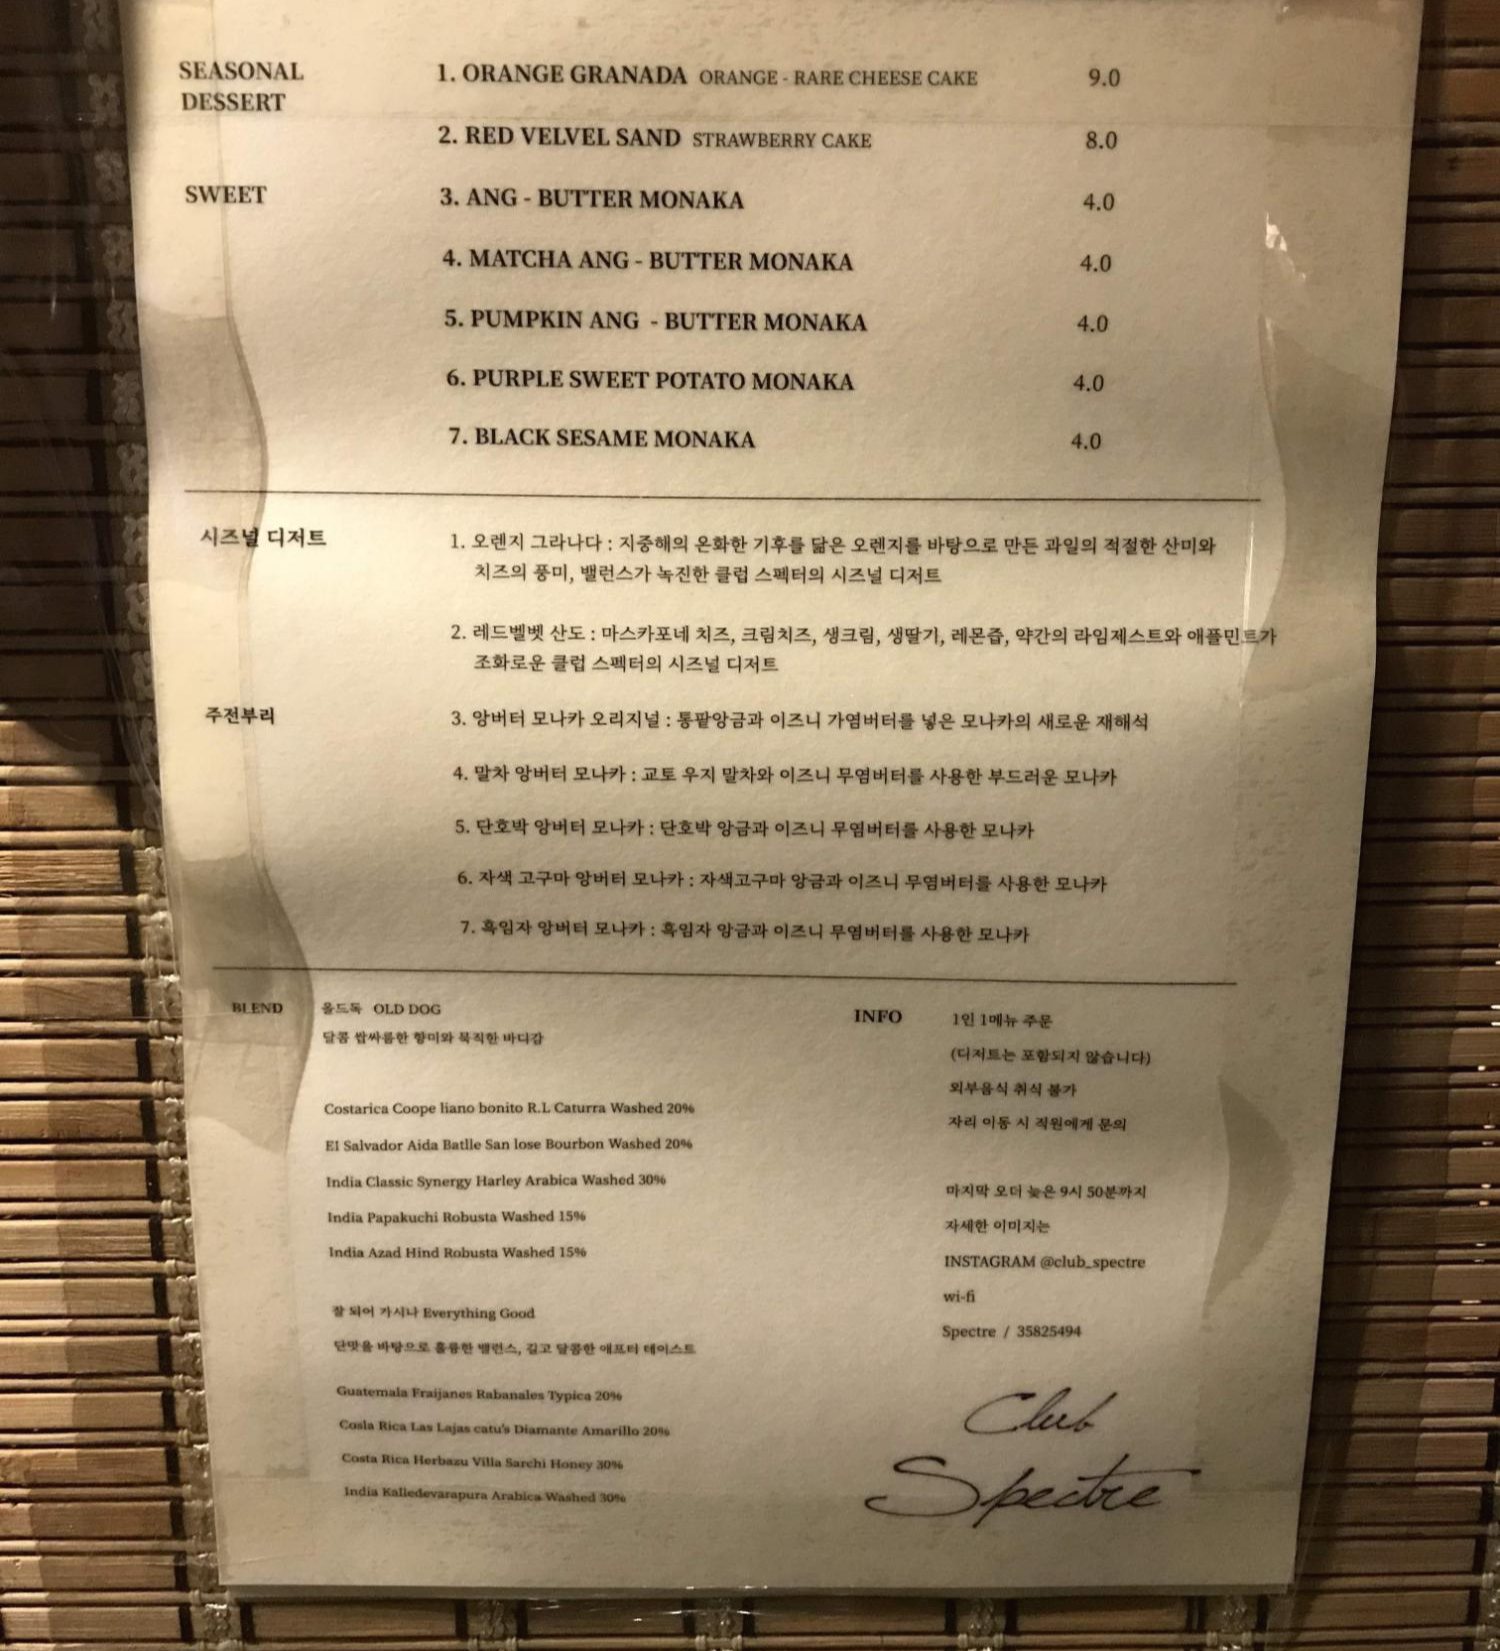 SEASONAL
DESSERT
1. ORANGE GRANADA ORANGE - RARE CHEESE CAKE 9.0
2. RED VELVEL SAND STRAWBERRY CAKE 8.0
SWEET
3. ANG - BUTTER MONAKA 4.0
4. MATCHA ANG - BUTTER MONAKA 4.0
5. PUMPKIN ANG - BUTTER MONAKA 4.0
6. PURPLE SWEET POTATO MONAKA 4.0
7. BLACK SESAME MONAKA 4.0
시즈널 디저트
1. 오렌지 그라나다 : 지중해의 온화한 기후를 닮은 오렌지를 바탕으로 만든 과일의 적절한 산미와
치즈의 풍미, 밸런스가 녹진한 클럽 스펙터의 시즈널 디저트
2. 레드벨벳 산도 : 마스카포네 치즈, 크림치즈, 생크림, 생딸기, 레몬즙, 약간의 라임제스트와 애플민트가
조화로운 클럽 스펙터의 시즈널 디저트
주전부리
3. 앙버터 모나카 오리지널 : 통팥앙금과 이즈니 가염버터를 넣은 모나카의 새로운 재해석
4. 말차 앙버터 모나카 : 교토 우지 말차와 이즈니 무염버터를 사용한 부드러운 모나카
5. 단호박 앙버터 모나카 : 단호박 앙금과 이즈니 무염버터를 사용한 모나카
6. 자색 고구마 앙버터 모나카 : 자색고구마 앙금과 이즈니 무염버터를 사용한 모나카
7. 흑임자 앙버터 모나카 : 흑임자 앙금과 이즈니 무염버터를 사용한 모나카
BLEND
올드독 OLD DOG
달콤 쌉싸름한 향미와 묵직한 바디감
Costarica Coope liano bonito R.L Caturra Washed 20%
El Salvador Aida Batlle San lose Bourbon Washed 20%
India Classic Synergy Harley Arabica Washed 30%
India Papakuchi Robusta Washed 15%
India Azad Hind Robusta Washed 15%
잘 되어 가시나 Everything Good
단맛을 바탕으로 훌륭한 밸런스, 길고 달콤한 애프터 테이스트
Guatemala Fraijanes Rabanales Typica 20%
Cosla Rica Las Lajas catu's Diamante Amarillo 20%
Costa Rica Herbazu Villa Sarchi Honey 30%
India Kalledevarapura Arabica Washed 30%
INFO
1인 1메뉴 주문
(디저트는 포함되지 않습니다)
외부음식 취식 불가
자리 이동 시 직원에게 문의
마지막 오더 늦은 9시 50분까지
자세한 이미지는
INSTAGRAM @club_spectre
wi-fi
Spectre / 35825494
Club
Spectre